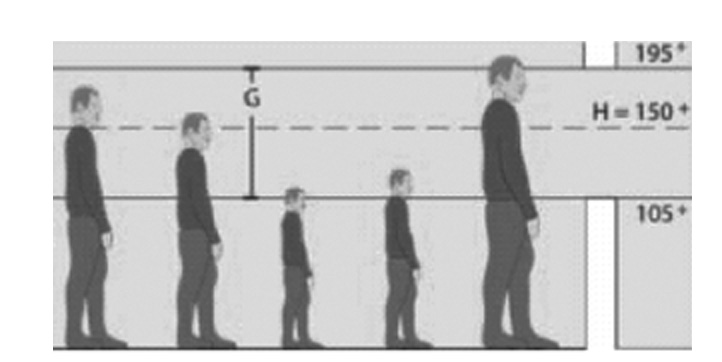 195+
G
H = 150+
105+